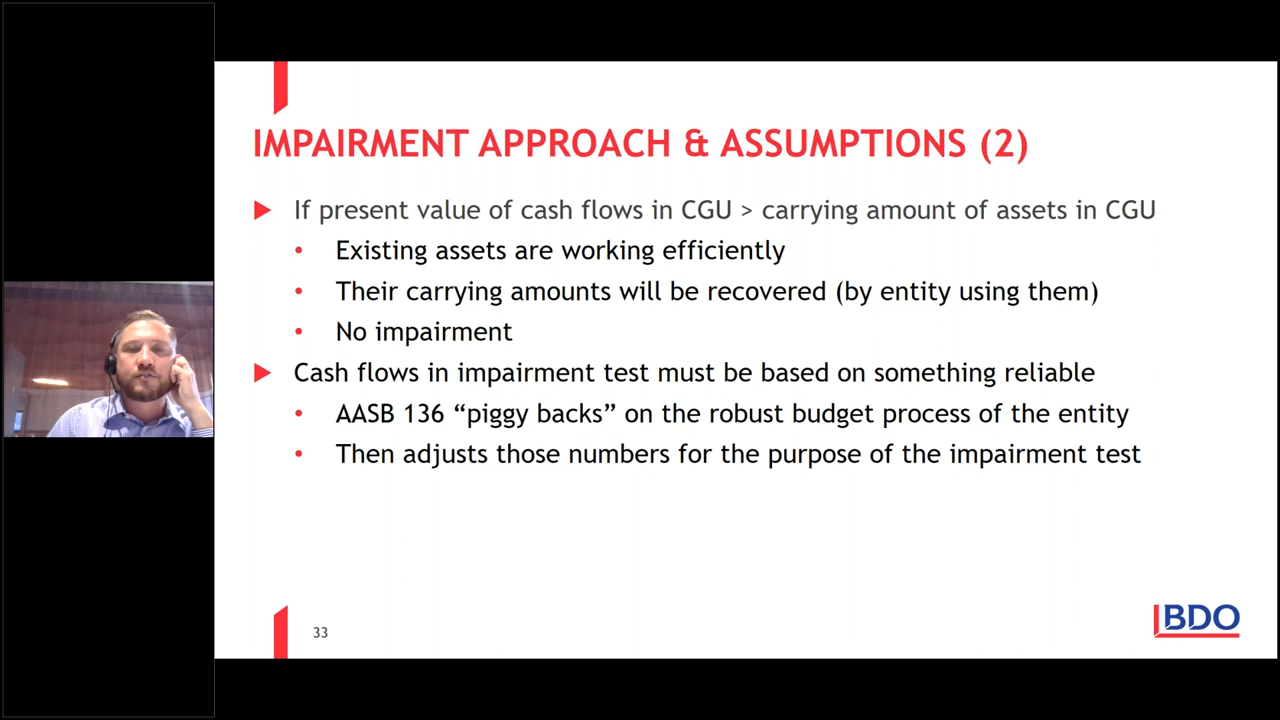 IMPAIRMENT APPROACH & ASSUMPTIONS (2)
If present value of cash flows in CGU > carrying amount of assets in CGU
Existing assets are working efficiently
Their carrying amounts will be recovered (by entity using them)
No impairment
Cash flows in impairment test must be based on something reliable
AASB 136 “piggy backs” on the robust budget process of the entity
Then adjusts those numbers for the purpose of the impairment test
33
BDO